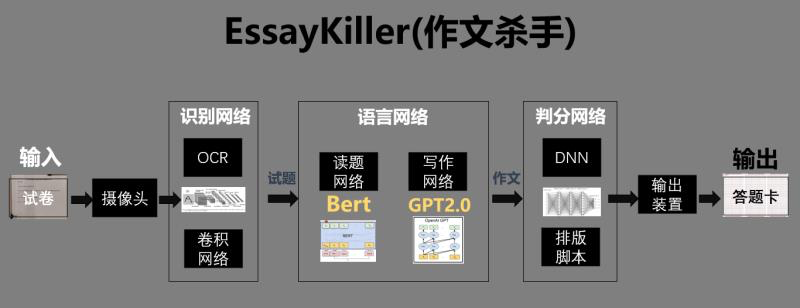 EssayKiller(作文杀手)
输入
试卷
摄像头
识别网络
OCR
卷积
网络
试题
语言网络
读题
网络
Bert
BERT
写作
网络
GPT2.0
OpenAI GPT
作文
判分网络
DNN
排版
脚本
输出
装置
输出
答题卡